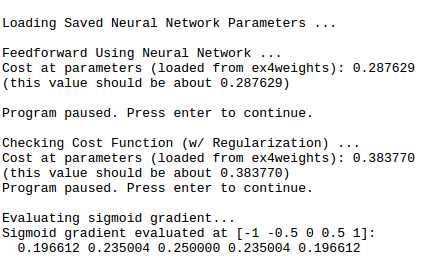 Loading Saved Neural Network Parameters ...
Feedforward Using Neural Network ...
Cost at parameters (loaded from ex4weights): 0.287629
(this value should be about 0.287629)
Program paused. Press enter to continue.
Checking Cost Function (w/ Regularization) ...
Cost at parameters (loaded from ex4weights): 0.383770
(this value should be about 0.383770)
Program paused. Press enter to continue.
Evaluating sigmoid gradient...
Sigmoid gradient evaluated at [-1 -0.5 0 0.5 1]:
0.196612 0.235004 0.250000 0.235004 0.196612